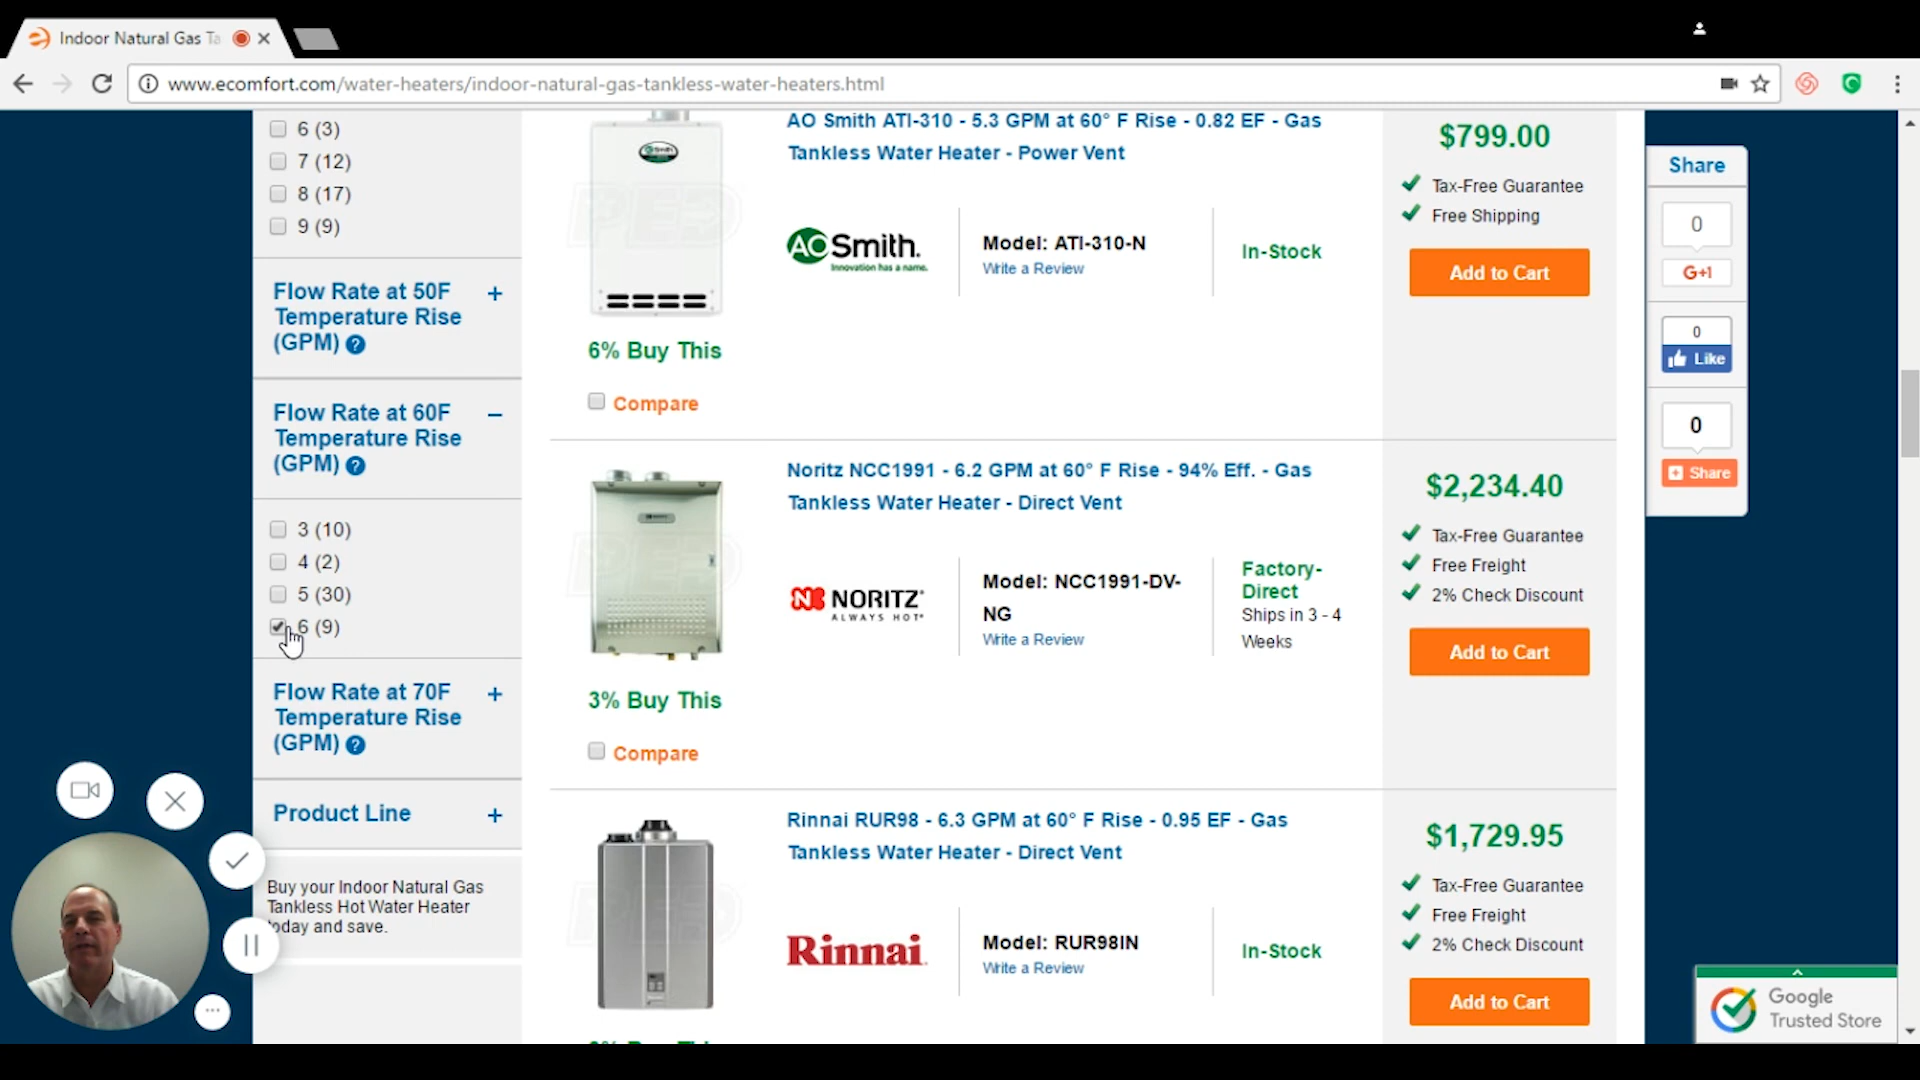 Indoor Natural Gas Ta
www.ecomfort.com/water-heaters/indoor-natural-gas-tankless-water-heaters.html
6 (3)
7 (12)
8 (17)
9 (9)
Flow Rate at 50F
Temperature Rise
(GPM) ?
+
Flow Rate at 60F
Temperature Rise
(GPM) ?
−
3 (10)
4 (2)
5 (30)
6 (9)
Flow Rate at 70F
Temperature Rise
(GPM) ?
+
Product Line
+
Buy your Indoor Natural Gas
Tankless Hot Water Heater
today and save.
AO Smith ATI-310 - 5.3 GPM at 60° F Rise - 0.82 EF - Gas
Tankless Water Heater - Power Vent
AO Smith.
Innovation has a name.
Model: ATI-310-N
Write a Review
In-Stock
6% Buy This
Compare
$799.00
Tax-Free Guarantee
Free Shipping
Add to Cart
Noritz NCC1991 - 6.2 GPM at 60° F Rise - 94% Eff. - Gas
Tankless Water Heater - Direct Vent
NORITZ
ALWAYS HOT
Model: NCC1991-DV-
NG
Write a Review
Factory-
Direct
Ships in 3 - 4
Weeks
3% Buy This
Compare
$2,234.40
Tax-Free Guarantee
Free Freight
2% Check Discount
Add to Cart
Rinnai RUR98 - 6.3 GPM at 60° F Rise - 0.95 EF - Gas
Tankless Water Heater - Direct Vent
Rinnai
Model: RUR98IN
Write a Review
In-Stock
$1,729.95
Tax-Free Guarantee
Free Freight
2% Check Discount
Add to Cart
Share
0
G+1
0
Like
0
Share
Google
Trusted Store